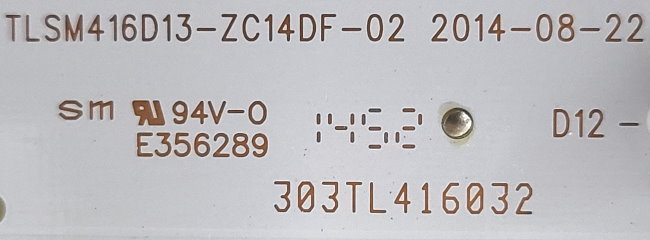 TLSM416D13-ZC14DF-02 2014-08-22
sm 94V-0 1452 D12 -
E356289
303TL416032